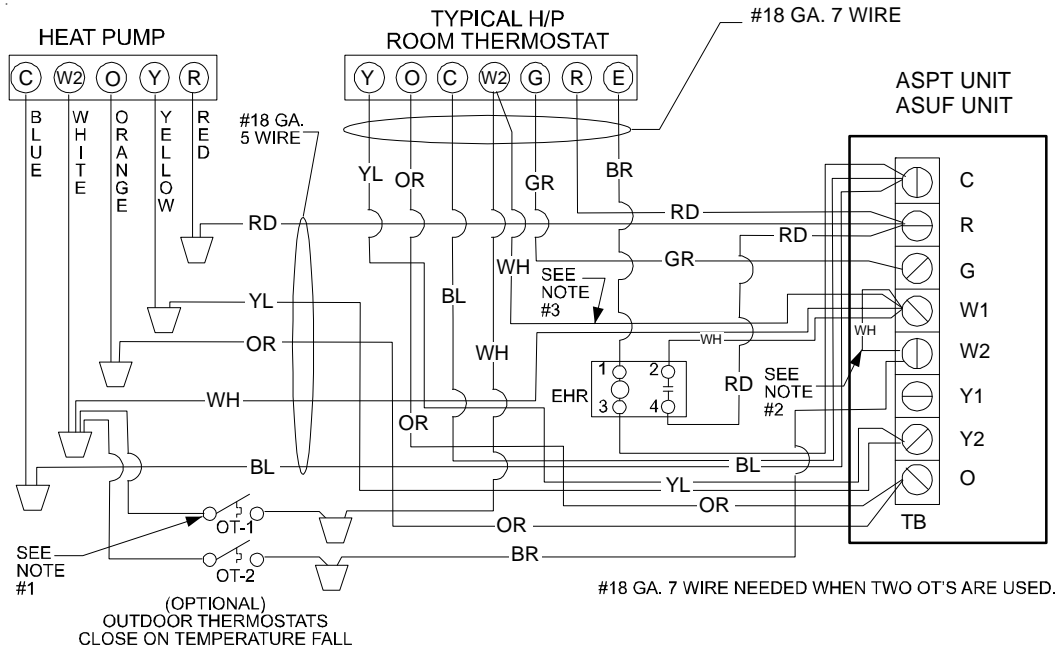 HEAT PUMP
C W2 O Y R
BLUE
WHITE
ORANGE
YELLOW
RED
#18 GA.
5 WIRE
TYPICAL H/P
ROOM THERMOSTAT
Y O C W2 G R E
#18 GA. 7 WIRE
ASPT UNIT
ASUF UNIT
C
R
G
W1
W2
Y1
Y2
O
TB
YL
OR
GR
BR
RD
RD
RD
GR
WH
SEE
NOTE
#3
BL
YL
OR
WH
WH
WH
1 2
EHR
3 4
RD
SEE
NOTE
#2
WH
OR
BL
BL
YL
OR
OR
BR
OT-1
OT-2
SEE
NOTE
#1
(OPTIONAL)
OUTDOOR THERMOSTATS
CLOSE ON TEMPERATURE FALL
#18 GA. 7 WIRE NEEDED WHEN TWO OT'S ARE USED.